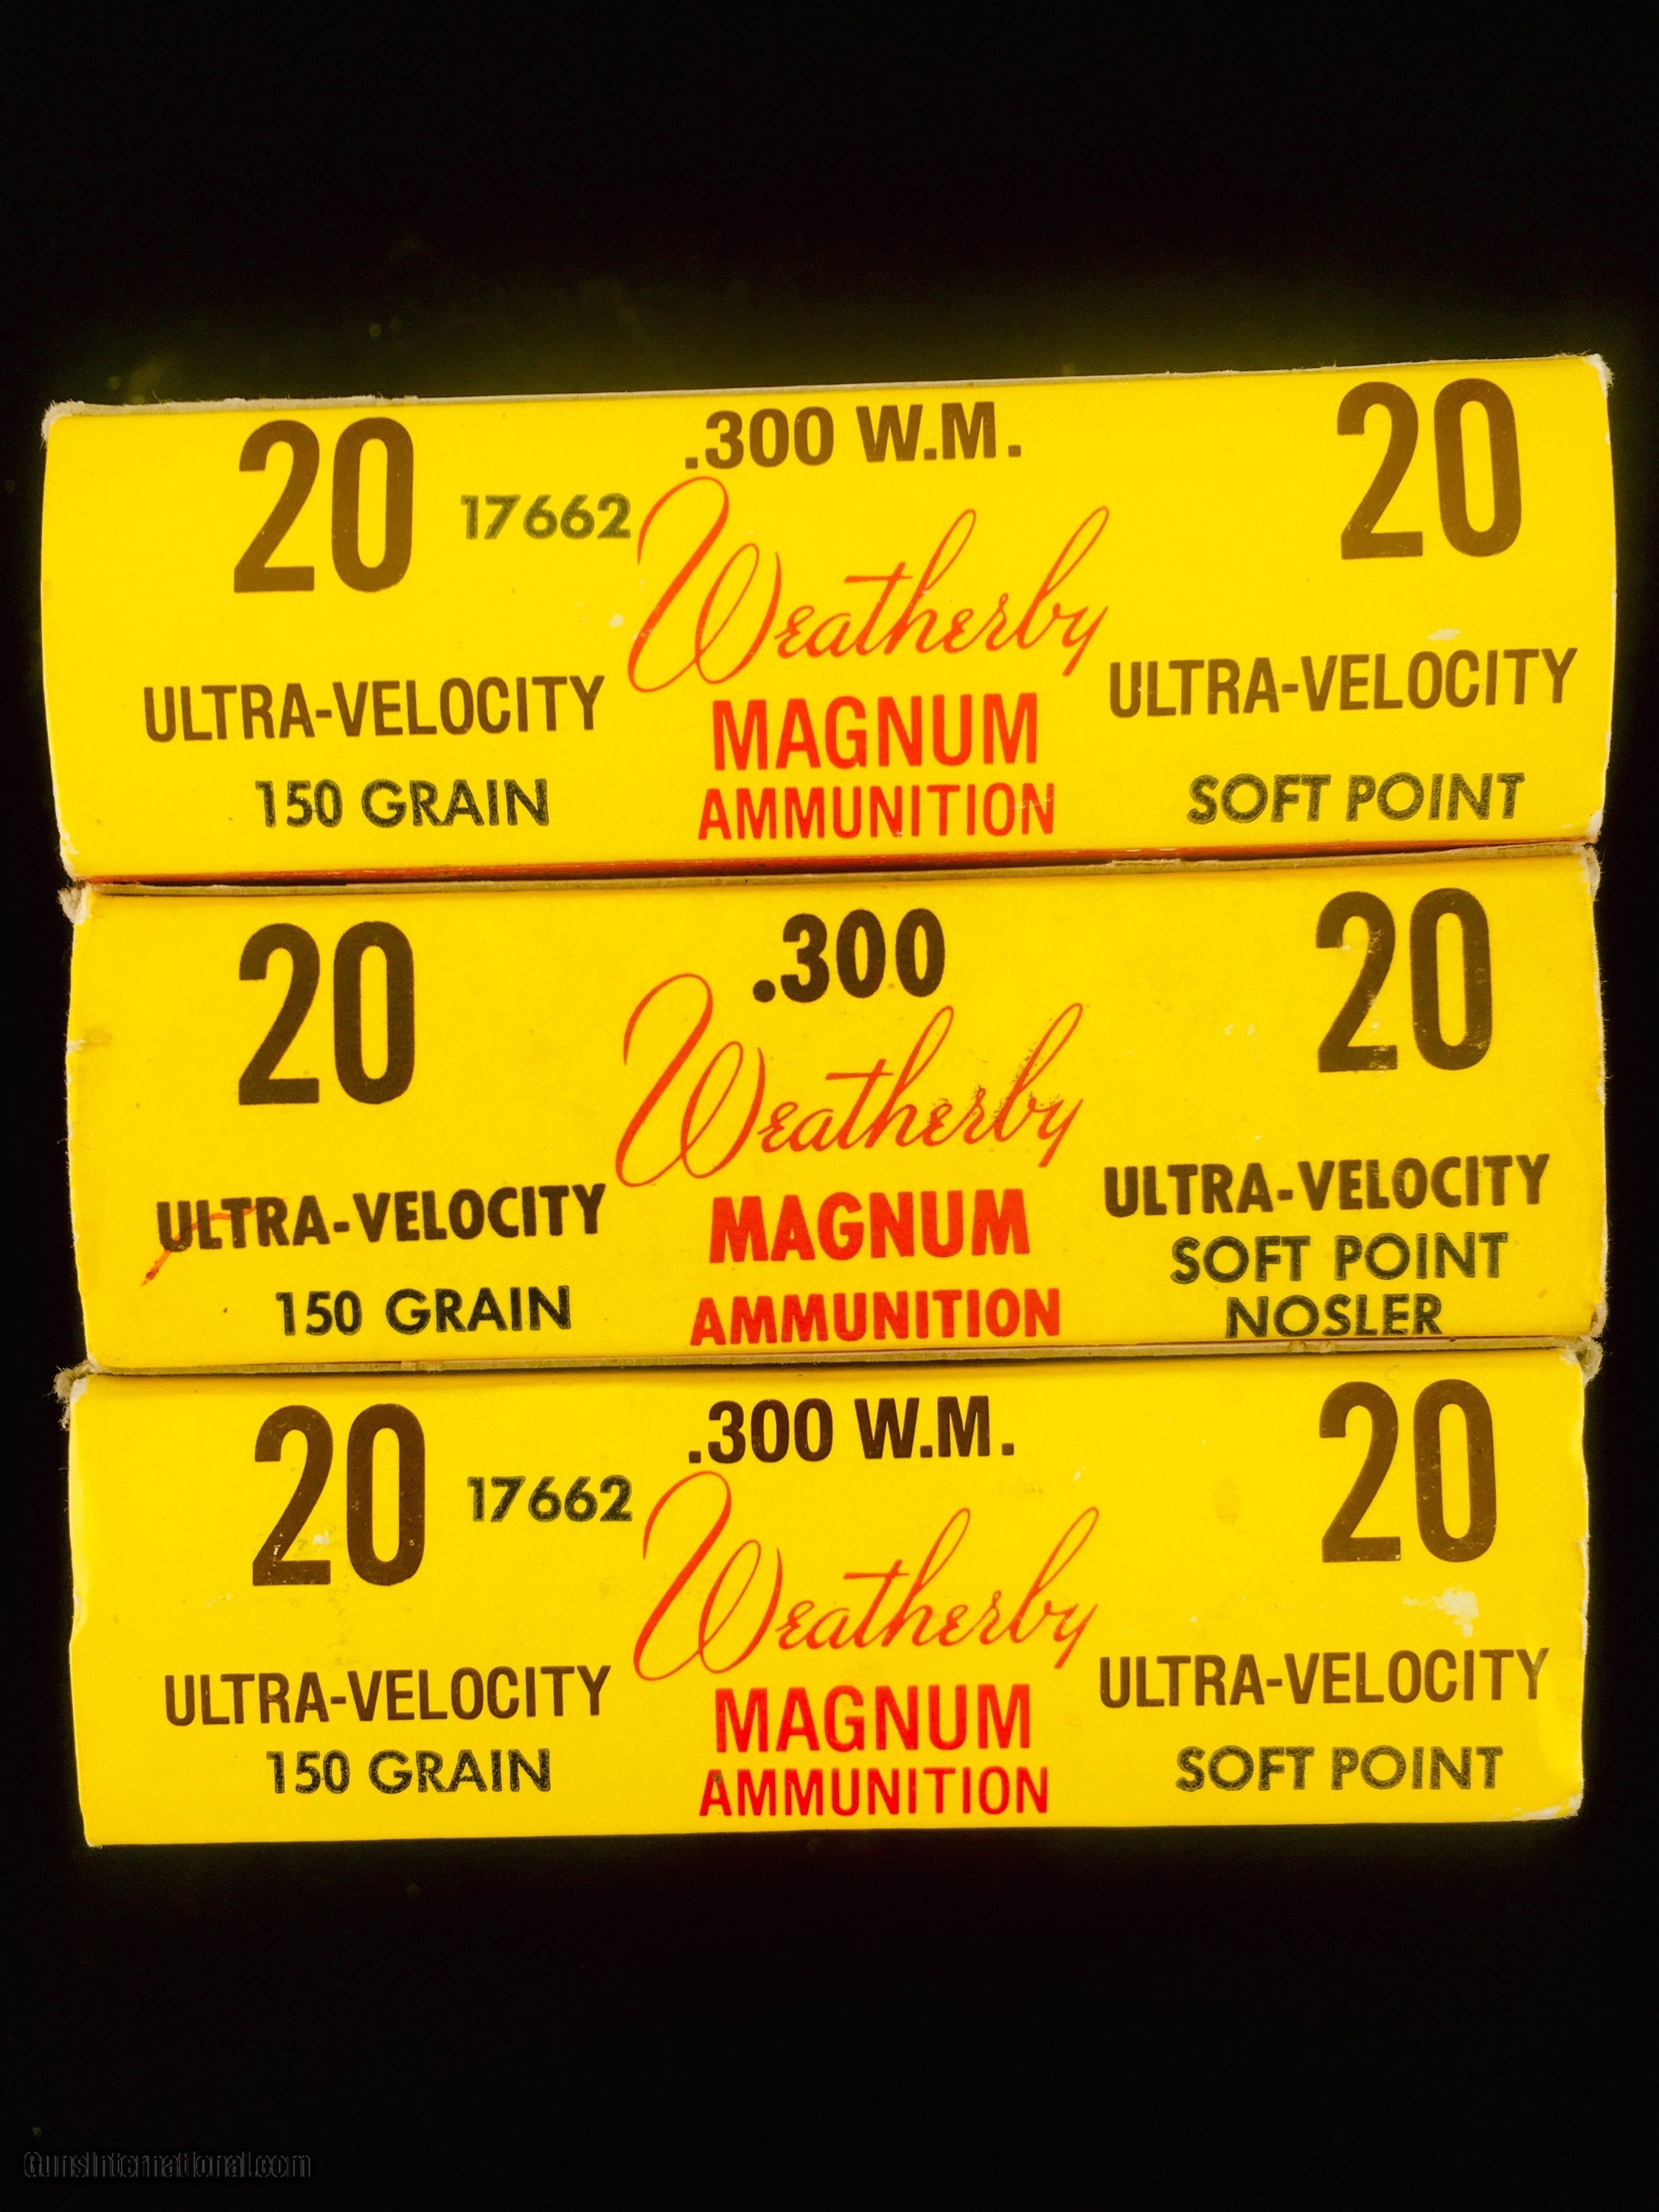 20 .300 W.M. 20
17662
Weatherby
ULTRA-VELOCITY MAGNUM ULTRA-VELOCITY
150 GRAIN AMMUNITION SOFT POINT
20 .300 20
Weatherby
ULTRA-VELOCITY MAGNUM ULTRA-VELOCITY
SOFT POINT
150 GRAIN AMMUNITION NOSLER
20 .300 W.M. 20
17662
Weatherby
ULTRA-VELOCITY MAGNUM ULTRA-VELOCITY
150 GRAIN AMMUNITION SOFT POINT
GunsInternational.com